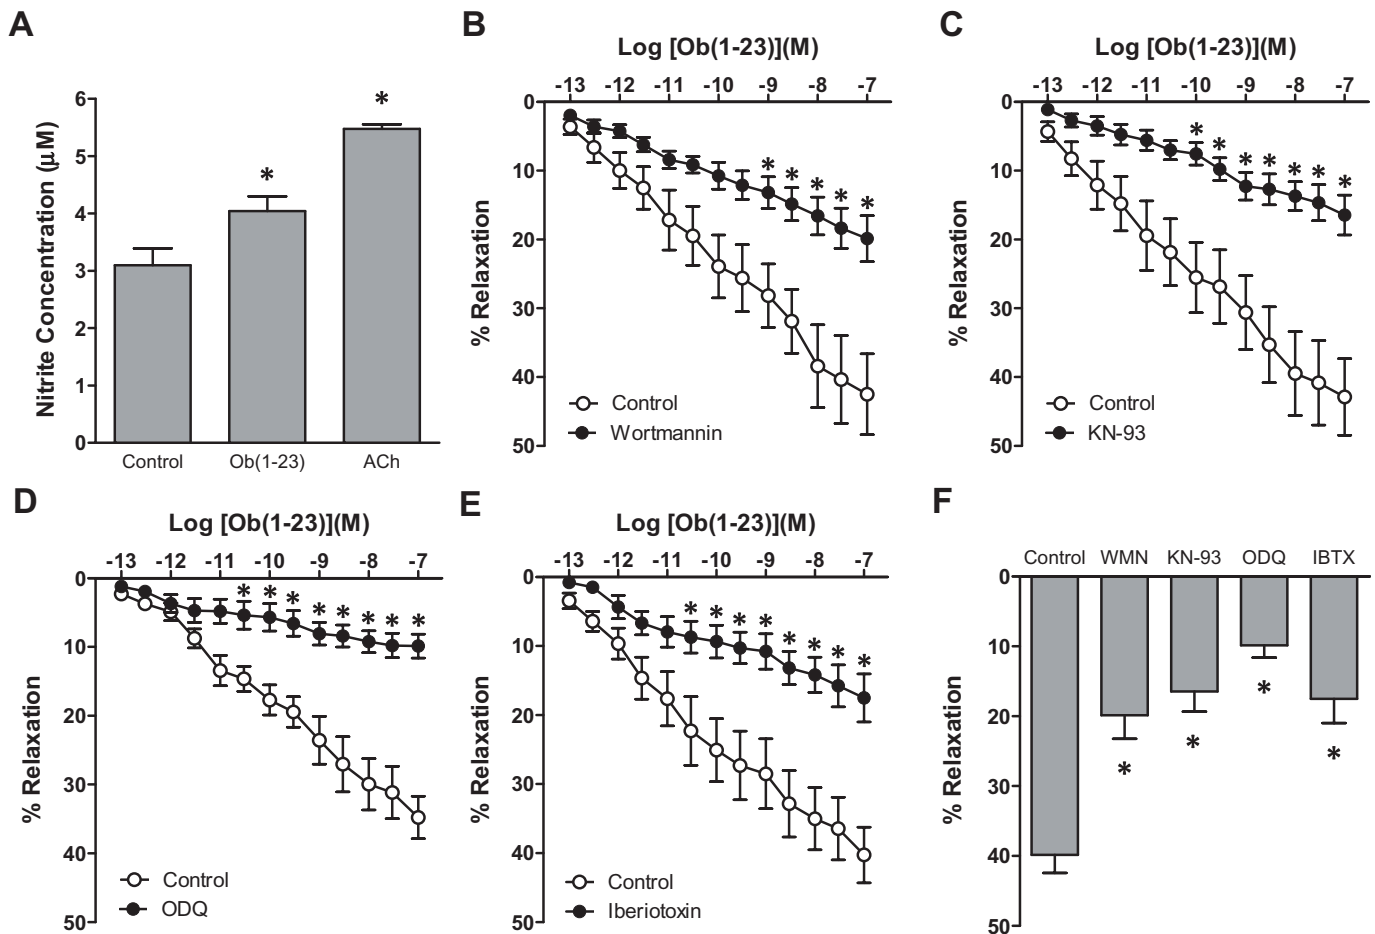 A
Nitrite Concentration (μM)
6
5
4
3
2
1
0
*
*
Control Ob(1-23) ACh
B
Log [Ob(1-23)](M)
-13 -12 -11 -10 -9 -8 -7
% Relaxation
0
10
20
30
40
50
* * * * *
Control
Wortmannin
C
Log [Ob(1-23)](M)
-13 -12 -11 -10 -9 -8 -7
% Relaxation
0
10
20
30
40
50
* * * * * * *
Control
KN-93
D
Log [Ob(1-23)](M)
-13 -12 -11 -10 -9 -8 -7
% Relaxation
0
10
20
30
40
50
* * * * * * * *
Control
ODQ
E
Log [Ob(1-23)](M)
-13 -12 -11 -10 -9 -8 -7
% Relaxation
0
10
20
30
40
50
* * * * * * * *
Control
Iberiotoxin
F
Control WMN KN-93 ODQ IBTX
% Relaxation
0
10
20
30
40
50
* * * *